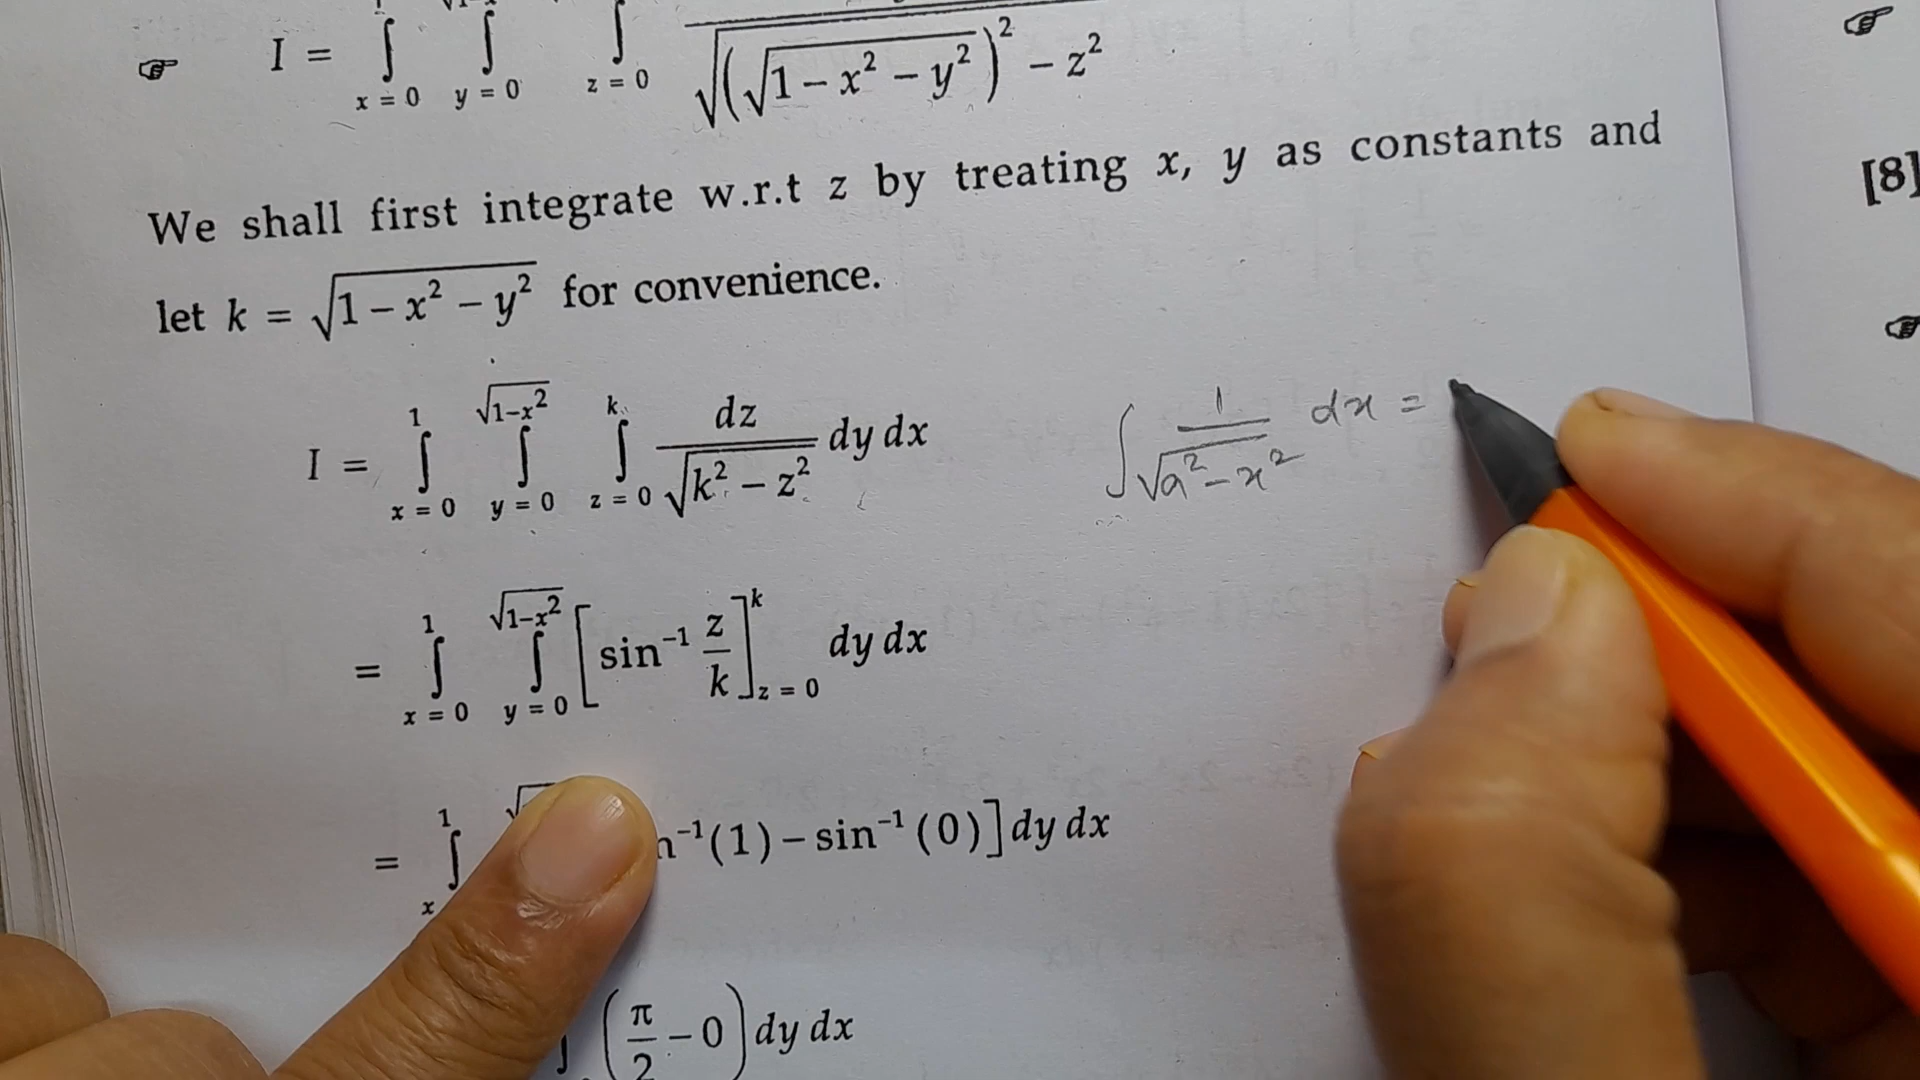 ☞ I = ∫ x = 0 ∫ y = 0 ∫ z = 0 √((√(1 – x² – y²))² – z²)
We shall first integrate w.r.t z by treating x, y as constants and
let k = √(1 – x² – y²) for convenience.
I = ∫_{x = 0}^{1} ∫_{y = 0}^{√(1–x²)} ∫_{z = 0}^{k} dz / √(k² – z²) dy dx
∫ 1 / √(a² – x²) dx =
= ∫_{x = 0}^{1} ∫_{y = 0}^{√(1–x²)} [sin⁻¹ z/k]_{z = 0}^{k} dy dx
= ∫_{x}^{1} √ n⁻¹(1) – sin⁻¹(0)] dy dx
∫ (π/2 – 0) dy dx
☞
[8]
☞